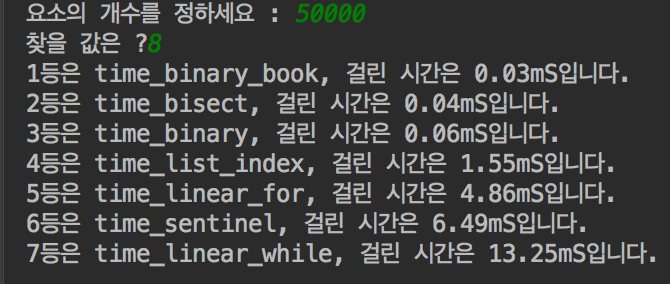 요소의 개수를 정하세요 : 50000
찾을 값은 ?8
1등은 time_binary_book, 걸린 시간은 0.03mS입니다.
2등은 time_bisect, 걸린 시간은 0.04mS입니다.
3등은 time_binary, 걸린 시간은 0.06mS입니다.
4등은 time_list_index, 걸린 시간은 1.55mS입니다.
5등은 time_linear_for, 걸린 시간은 4.86mS입니다.
6등은 time_sentinel, 걸린 시간은 6.49mS입니다.
7등은 time_linear_while, 걸린 시간은 13.25mS입니다.